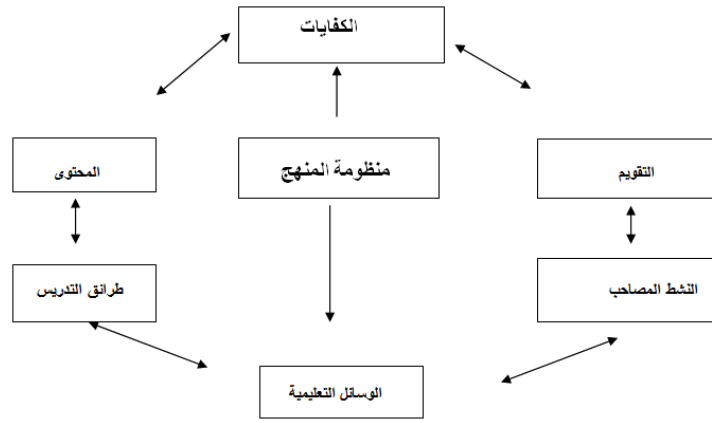 الكفايات
التقويم
منظومة المنهج
المحتوى
النشط المصاحب
طرائق التدريس
الوسائل التعليمية